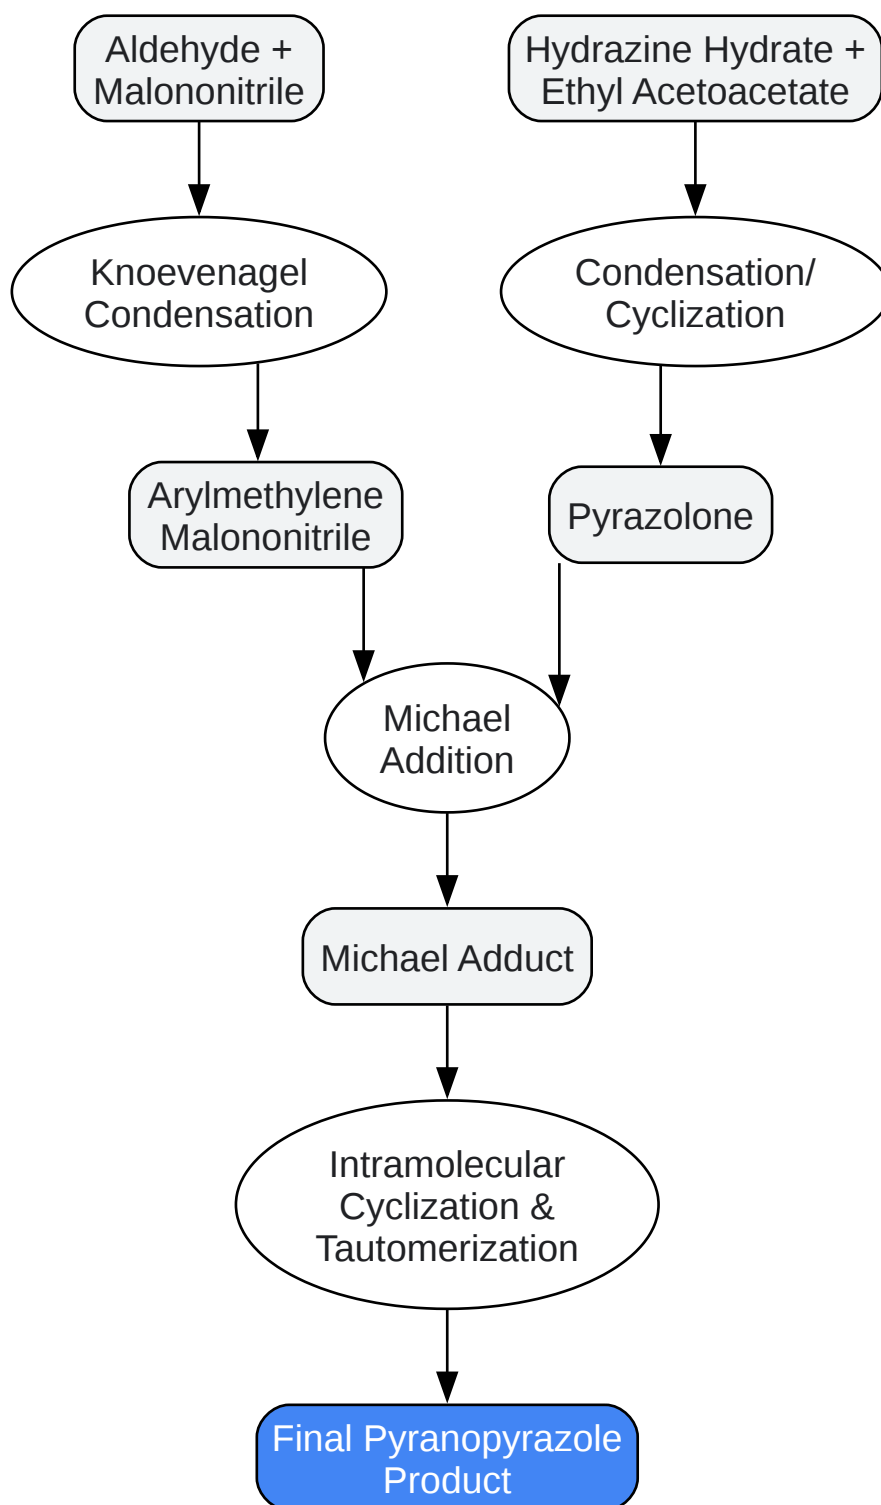 Aldehyde +
Malononitrile
Hydrazine Hydrate +
Ethyl Acetoacetate
Knoevenagel
Condensation
Condensation/
Cyclization
Arylmethylene
Malononitrile
Pyrazolone
Michael
Addition
Michael Adduct
Intramolecular
Cyclization &
Tautomerization
Final Pyranopyrazole
Product